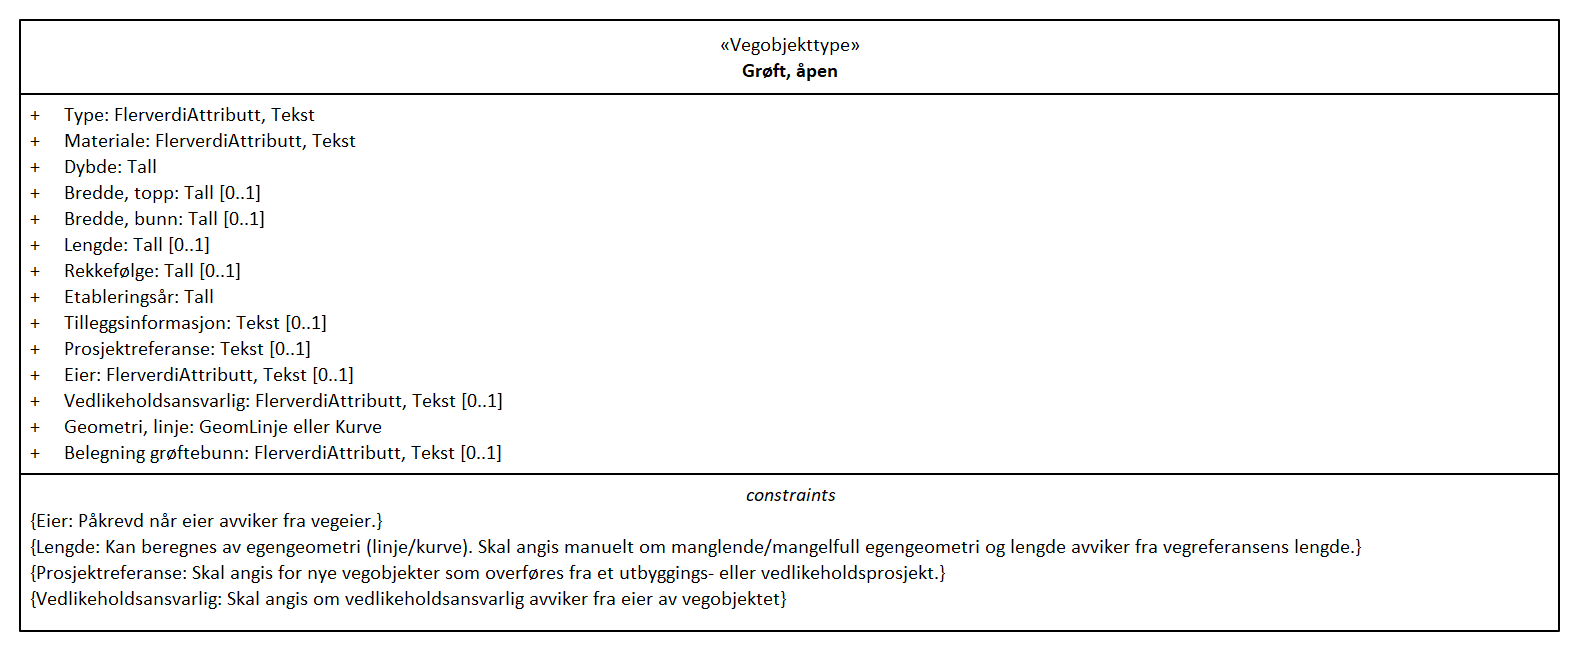 «Vegobjekttype»
Grøft, åpen
+ Type: FlerverdiAttributt, Tekst
+ Materiale: FlerverdiAttributt, Tekst
+ Dybde: Tall
+ Bredde, topp: Tall [0..1]
+ Bredde, bunn: Tall [0..1]
+ Lengde: Tall [0..1]
+ Rekkefølge: Tall [0..1]
+ Etableringsår: Tall
+ Tilleggsinformasjon: Tekst [0..1]
+ Prosjektreferanse: Tekst [0..1]
+ Eier: FlerverdiAttributt, Tekst [0..1]
+ Vedlikeholdsansvarlig: FlerverdiAttributt, Tekst [0..1]
+ Geometri, linje: GeomLinje eller Kurve
+ Belegning grøftebunn: FlerverdiAttributt, Tekst [0..1]
constraints
{Eier: Påkrevd når eier avviker fra vegeier.}
{Lengde: Kan beregnes av egengeometri (linje/kurve). Skal angis manuelt om manglende/mangelfull egengeometri og lengde avviker fra vegreferansens lengde.}
{Prosjektreferanse: Skal angis for nye vegobjekter som overføres fra et utbyggings- eller vedlikeholdsprosjekt.}
{Vedlikeholdsansvarlig: Skal angis om vedlikeholdsansvarlig avviker fra eier av vegobjektet}